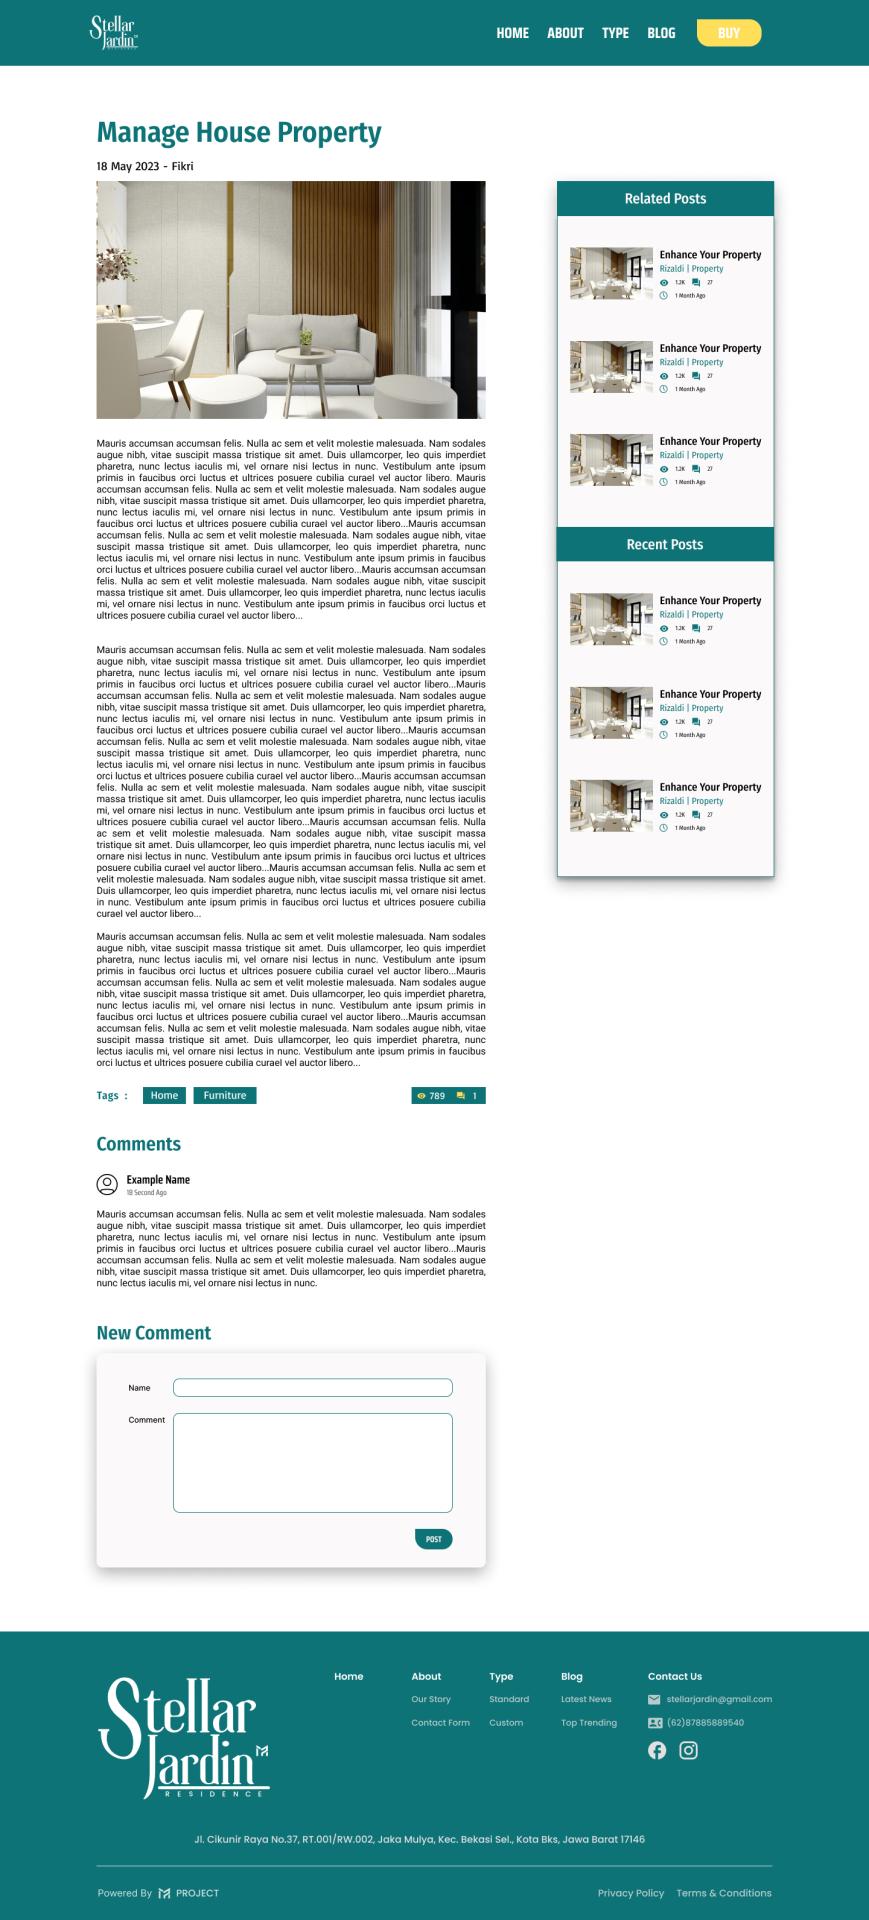 Stellar
Jardin
HOME ABOUT TYPE BLOG BUY
Manage House Property
18 May 2023 - Fikri
Mauris accumsan accumsan felis. Nulla ac sem et velit molestie malesuada. Nam sodales
augue nibh, vitae suscipit massa tristique sit amet. Duis ullamcorper, leo quis imperdiet
pharetra, nunc lectus iaculis mi, vel ornare nisi lectus in nunc. Vestibulum ante ipsum
primis in faucibus orci luctus et ultrices posuere cubilia curael vel auctor libero. Mauris
accumsan accumsan felis. Nulla ac sem et velit molestie malesuada. Nam sodales augue
nibh, vitae suscipit massa tristique sit amet. Duis ullamcorper, leo quis imperdiet pharetra,
nunc lectus iaculis mi, vel ornare nisi lectus in nunc. Vestibulum ante ipsum primis in
faucibus orci luctus et ultrices posuere cubilia curael vel auctor libero...Mauris accumsan
accumsan felis. Nulla ac sem et velit molestie malesuada. Nam sodales augue nibh, vitae
suscipit massa tristique sit amet. Duis ullamcorper, leo quis imperdiet pharetra, nunc
lectus iaculis mi, vel ornare nisi lectus in nunc. Vestibulum ante ipsum primis in faucibus
orci luctus et ultrices posuere cubilia curael vel auctor libero...Mauris accumsan accumsan
felis. Nulla ac sem et velit molestie malesuada. Nam sodales augue nibh, vitae suscipit
massa tristique sit amet. Duis ullamcorper, leo quis imperdiet pharetra, nunc lectus iaculis
mi, vel ornare nisi lectus in nunc. Vestibulum ante ipsum primis in faucibus orci luctus et
ultrices posuere cubilia curael vel auctor libero...
Mauris accumsan accumsan felis. Nulla ac sem et velit molestie malesuada. Nam sodales
augue nibh, vitae suscipit massa tristique sit amet. Duis ullamcorper, leo quis imperdiet
pharetra, nunc lectus iaculis mi, vel ornare nisi lectus in nunc. Vestibulum ante ipsum
primis in faucibus orci luctus et ultrices posuere cubilia curael vel auctor libero...Mauris
accumsan accumsan felis. Nulla ac sem et velit molestie malesuada. Nam sodales augue
nibh, vitae suscipit massa tristique sit amet. Duis ullamcorper, leo quis imperdiet pharetra,
nunc lectus iaculis mi, vel ornare nisi lectus in nunc. Vestibulum ante ipsum primis in
faucibus orci luctus et ultrices posuere cubilia curael vel auctor libero...Mauris accumsan
accumsan felis. Nulla ac sem et velit molestie malesuada. Nam sodales augue nibh, vitae
suscipit massa tristique sit amet. Duis ullamcorper, leo quis imperdiet pharetra, nunc
lectus iaculis mi, vel ornare nisi lectus in nunc. Vestibulum ante ipsum primis in faucibus
orci luctus et ultrices posuere cubilia curael vel auctor libero...Mauris accumsan accumsan
felis. Nulla ac sem et velit molestie malesuada. Nam sodales augue nibh, vitae suscipit
massa tristique sit amet. Duis ullamcorper, leo quis imperdiet pharetra, nunc lectus iaculis
mi, vel ornare nisi lectus in nunc. Vestibulum ante ipsum primis in faucibus orci luctus et
ultrices posuere cubilia curael vel auctor libero...Mauris accumsan accumsan felis. Nulla
ac sem et velit molestie malesuada. Nam sodales augue nibh, vitae suscipit massa
tristique sit amet. Duis ullamcorper, leo quis imperdiet pharetra, nunc lectus iaculis mi, vel
ornare nisi lectus in nunc. Vestibulum ante ipsum primis in faucibus orci luctus et ultrices
posuere cubilia curael vel auctor libero...Mauris accumsan accumsan felis. Nulla ac sem et
velit molestie malesuada. Nam sodales augue nibh, vitae suscipit massa tristique sit amet.
Duis ullamcorper, leo quis imperdiet pharetra, nunc lectus iaculis mi, vel ornare nisi lectus
in nunc. Vestibulum ante ipsum primis in faucibus orci luctus et ultrices posuere cubilia
curael vel auctor libero...
Mauris accumsan accumsan felis. Nulla ac sem et velit molestie malesuada. Nam sodales
augue nibh, vitae suscipit massa tristique sit amet. Duis ullamcorper, leo quis imperdiet
pharetra, nunc lectus iaculis mi, vel ornare nisi lectus in nunc. Vestibulum ante ipsum
primis in faucibus orci luctus et ultrices posuere cubilia curael vel auctor libero...Mauris
accumsan accumsan felis. Nulla ac sem et velit molestie malesuada. Nam sodales augue
nibh, vitae suscipit massa tristique sit amet. Duis ullamcorper, leo quis imperdiet pharetra,
nunc lectus iaculis mi, vel ornare nisi lectus in nunc. Vestibulum ante ipsum primis in
faucibus orci luctus et ultrices posuere cubilia curael vel auctor libero...Mauris accumsan
accumsan felis. Nulla ac sem et velit molestie malesuada. Nam sodales augue nibh, vitae
suscipit massa tristique sit amet. Duis ullamcorper, leo quis imperdiet pharetra, nunc
lectus iaculis mi, vel ornare nisi lectus in nunc. Vestibulum ante ipsum primis in faucibus
orci luctus et ultrices posuere cubilia curael vel auctor libero...
Tags : Home Furniture 789 1
Comments
Example Name
18 Second Ago
Mauris accumsan accumsan felis. Nulla ac sem et velit molestie malesuada. Nam sodales
augue nibh, vitae suscipit massa tristique sit amet. Duis ullamcorper, leo quis imperdiet
pharetra, nunc lectus iaculis mi, vel ornare nisi lectus in nunc. Vestibulum ante ipsum
primis in faucibus orci luctus et ultrices posuere cubilia curael vel auctor libero...Mauris
accumsan accumsan felis. Nulla ac sem et velit molestie malesuada. Nam sodales augue
nibh, vitae suscipit massa tristique sit amet. Duis ullamcorper, leo quis imperdiet pharetra,
nunc lectus iaculis mi, vel ornare nisi lectus in nunc.
New Comment
Name
Comment
POST
Related Posts
Enhance Your Property
Rizaldi | Property
1.2K 27
1 Month Ago
Enhance Your Property
Rizaldi | Property
1.2K 27
1 Month Ago
Enhance Your Property
Rizaldi | Property
1.2K 27
1 Month Ago
Recent Posts
Enhance Your Property
Rizaldi | Property
1.2K 27
1 Month Ago
Enhance Your Property
Rizaldi | Property
1.2K 27
1 Month Ago
Enhance Your Property
Rizaldi | Property
1.2K 27
1 Month Ago
Stellar
Jardin
RESIDENCE
Home
About
Our Story
Contact Form
Type
Standard
Custom
Blog
Latest News
Top Trending
Contact Us
stellarjardin@gmail.com
(62)87885889540
Jl. Cikunir Raya No.37, RT.001/RW.002, Jaka Mulya, Kec. Bekasi Sel., Kota Bks, Jawa Barat 17146
Powered By PROJECT
Privacy Policy Terms & Conditions